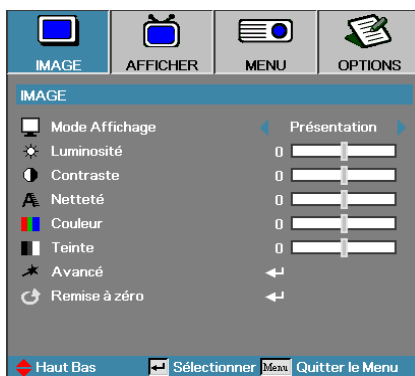 IMAGE AFFICHER MENU OPTIONS
IMAGE
Mode Affichage Présentation
Luminosité 0
Contraste 0
Netteté 0
Couleur 0
Teinte 0
Avancé
Remise à zéro
Haut Bas Sélectionner Menu Quitter le Menu